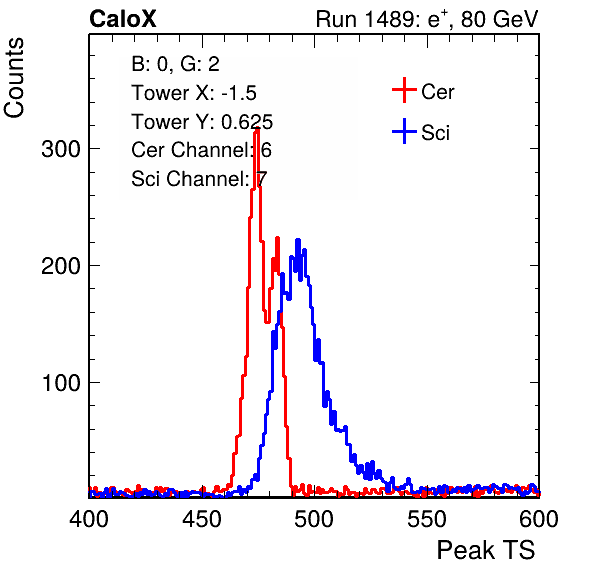 CaloX
Run 1489: e+, 80 GeV
Counts
B: 0, G: 2
Tower X: -1.5
Tower Y: 0.625
Cer Channel: 6
Sci Channel: 7
Cer
Sci
300
200
100
400 450 500 550 600
Peak TS